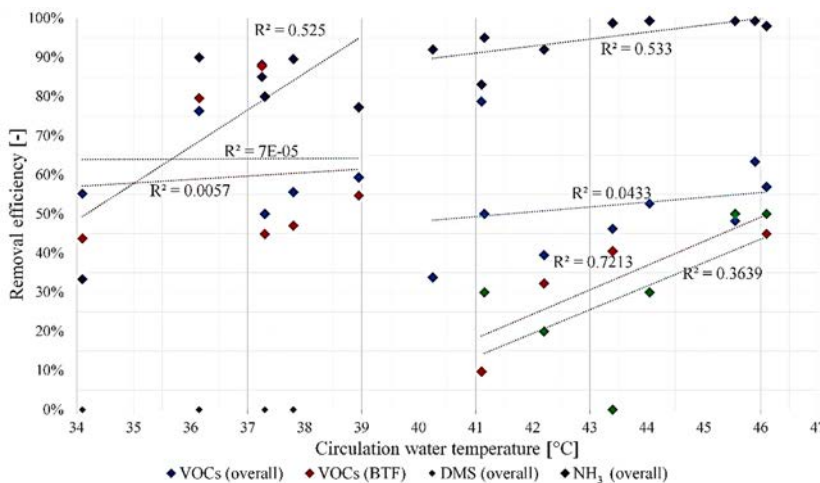 100%
90%
80%
70%
60%
50%
40%
30%
20%
10%
0%
Removal efficiency [-]
R² = 0.525
R² = 0.533
R² = 7E-05
R² = 0.0057
R² = 0.0433
R² = 0.7213
R² = 0.3639
34 35 36 37 38 39 40 41 42 43 44 45 46 47
Circulation water temperature [°C]
VOCs (overall) VOCs (BTF) DMS (overall) NH₃ (overall)